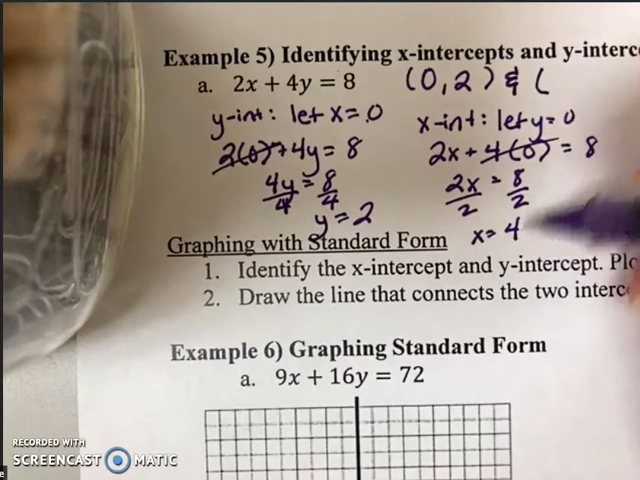 Example 5) Identifying x-intercepts and y-interc
a. 2x + 4y = 8 (0,2) & (
y-int: let x=0 x-int: let y=0
2(0)+4y=8 2x+4(0)=8
4y/4=8/4 2x/2=8/2
y=2 x=4
Graphing with Standard Form
1. Identify the x-intercept and y-intercept. Plo
2. Draw the line that connects the two interc
Example 6) Graphing Standard Form
a. 9x + 16y = 72
RECORDED WITH
SCREENCAST MATIC